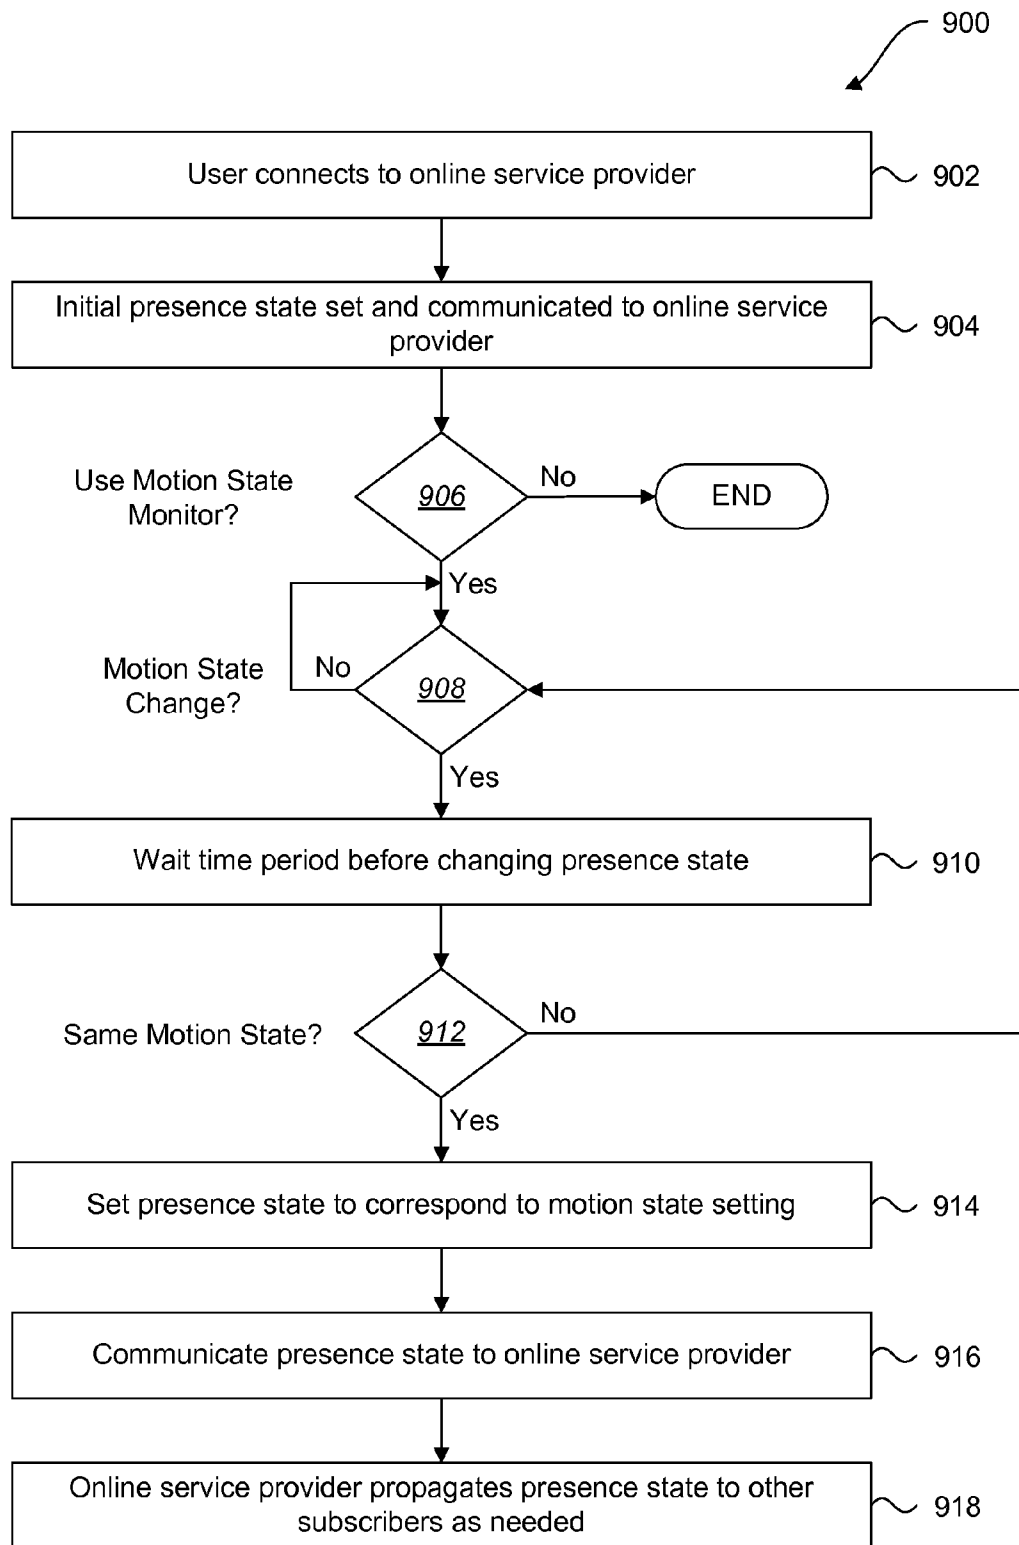 900
User connects to online service provider
902
Initial presence state set and communicated to online service
provider
904
Use Motion State
Monitor?
906
No
END
Yes
Motion State
Change?
No
908
Yes
Wait time period before changing presence state
910
Same Motion State?
912
No
Yes
Set presence state to correspond to motion state setting
914
Communicate presence state to online service provider
916
Online service provider propagates presence state to other
subscribers as needed
918